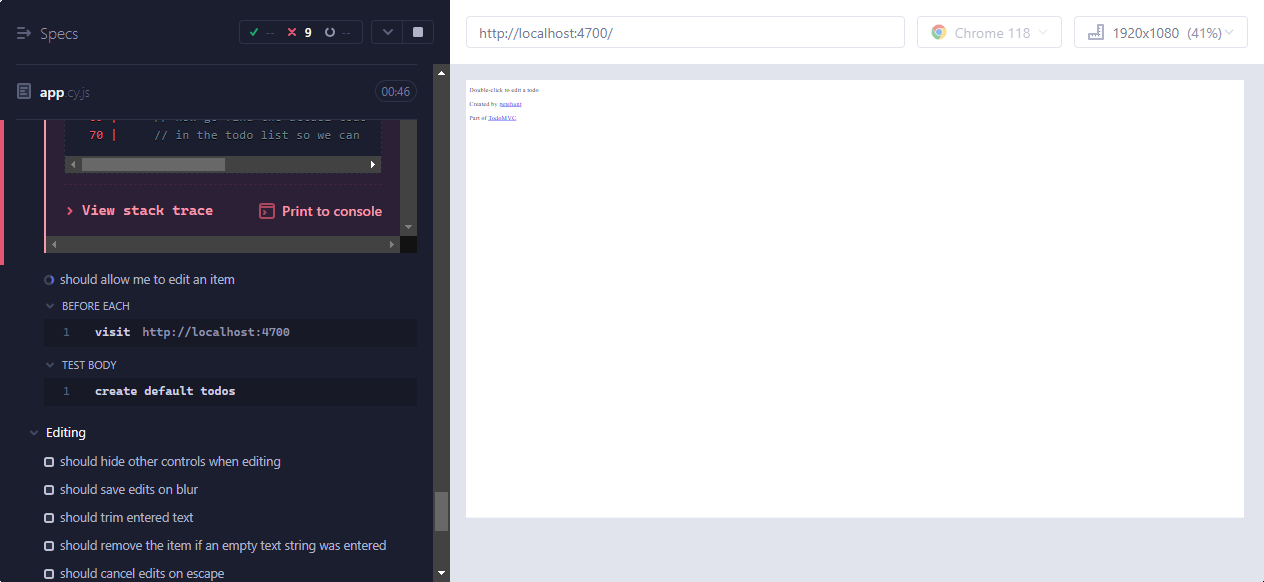 Specs
-- 9 --
app.cy.js
00:46
70 | // in the todo list so we can
View stack trace
Print to console
should allow me to edit an item
BEFORE EACH
1 visit http://localhost:4700
TEST BODY
1 create default todos
Editing
should hide other controls when editing
should save edits on blur
should trim entered text
should remove the item if an empty text string was entered
should cancel edits on escape
http://localhost:4700/
Chrome 118
1920x1080 (41%)
Double-click to edit a todo
Created by petehunt
Part of TodoMVC